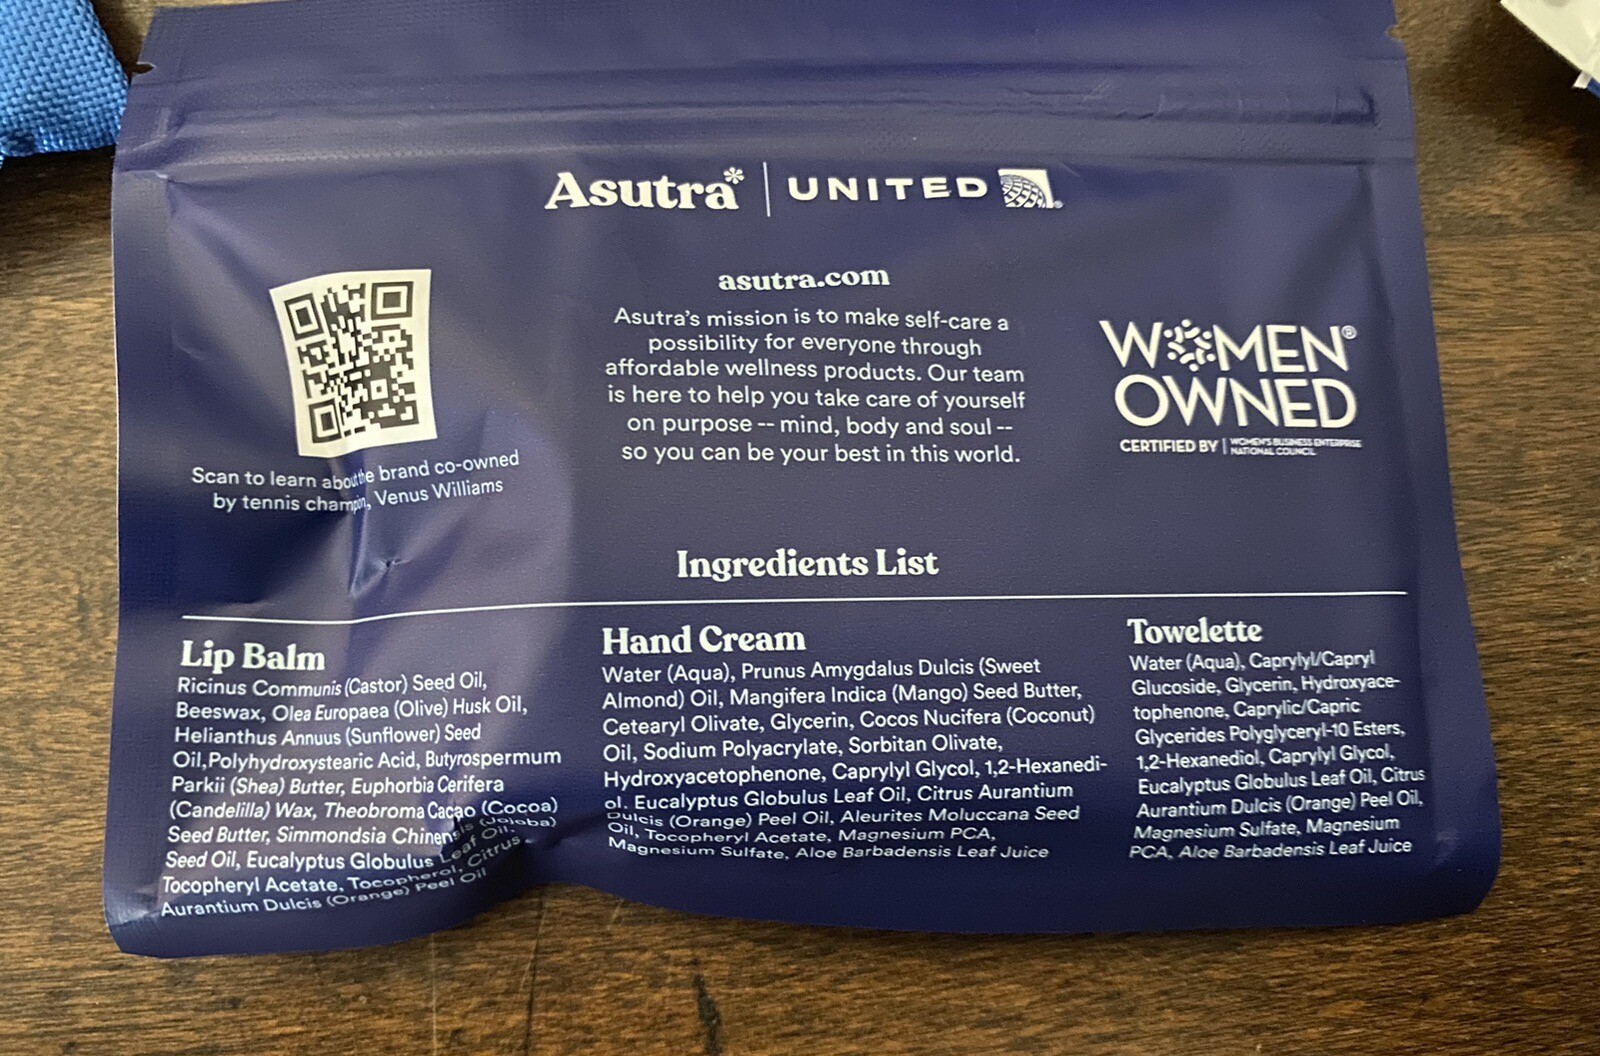 Asutra* | UNITED
asutra.com
Asutra's mission is to make self-care a
possibility for everyone through
affordable wellness products. Our team
is here to help you take care of yourself
on purpose -- mind, body and soul --
so you can be your best in this world.
Scan to learn about the brand co-owned
by tennis champion, Venus Williams
WOMEN®
OWNED
CERTIFIED BY | WOMEN'S BUSINESS ENTERPRISE
NATIONAL COUNCIL
Ingredients List
Lip Balm
Ricinus Communis (Castor) Seed Oil,
Beeswax, Olea Europaea (Olive) Husk Oil,
Helianthus Annuus (Sunflower) Seed
Oil,Polyhydroxystearic Acid, Butyrospermum
Parkii (Shea) Butter, Euphorbia Cerifera
(Candelilla) Wax, Theobroma Cacao (Cocoa)
Seed Butter, Simmondsia Chinensis (Jojoba)
Seed Oil, Eucalyptus Globulus Leaf Oil,
Tocopheryl Acetate, Tocopherol, Citrus
Aurantium Dulcis (Orange) Peel Oil
Hand Cream
Water (Aqua), Prunus Amygdalus Dulcis (Sweet
Almond) Oil, Mangifera Indica (Mango) Seed Butter,
Cetearyl Olivate, Glycerin, Cocos Nucifera (Coconut)
Oil, Sodium Polyacrylate, Sorbitan Olivate,
Hydroxyacetophenone, Caprylyl Glycol, 1,2-Hexanedi-
ol. Eucalyptus Globulus Leaf Oil, Citrus Aurantium
Dulcis (Orange) Peel Oil, Aleurites Moluccana Seed
Oil, Tocopheryl Acetate, Magnesium PCA,
Magnesium Sulfate, Aloe Barbadensis Leaf Juice
Towelette
Water (Aqua), Caprylyl/Capryl
Glucoside, Glycerin, Hydroxyace-
tophenone, Caprylic/Capric
Glycerides Polyglyceryl-10 Esters,
1,2-Hexanediol, Caprylyl Glycol,
Eucalyptus Globulus Leaf Oil, Citrus
Aurantium Dulcis (Orange) Peel Oil,
Magnesium Sulfate, Magnesium
PCA, Aloe Barbadensis Leaf Juice